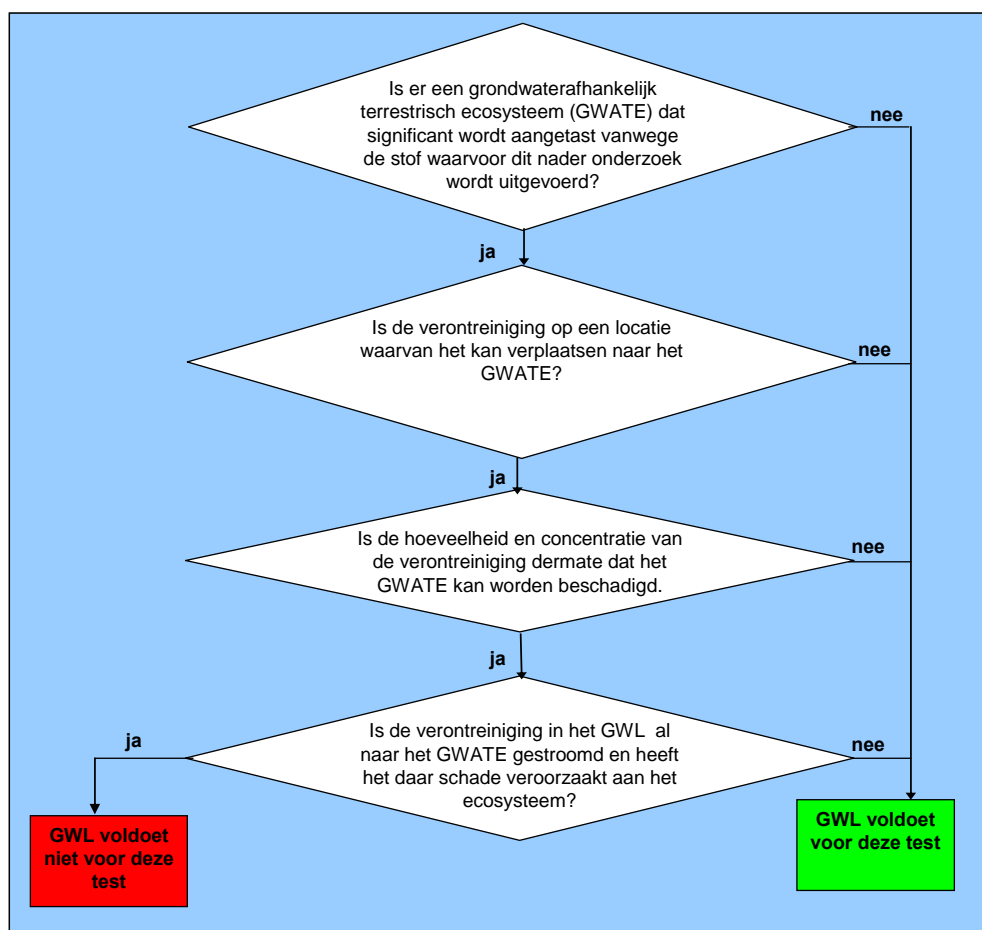 Is er een grondwaterafhankelijk
terrestrisch ecosysteem (GWATE) dat
significant wordt aangetast vanwege
de stof waarvoor dit nader onderzoek
wordt uitgevoerd?
nee
ja
Is de verontreiniging op een locatie
waarvan het kan verplaatsen naar het
GWATE?
nee
ja
Is de hoeveelheid en concentratie van
de verontreiniging dermate dat het
GWATE kan worden beschadigd.
nee
ja
Is de verontreiniging in het GWL al
naar het GWATE gestroomd en heeft
het daar schade veroorzaakt aan het
ecosysteem?
ja
nee
GWL voldoet
niet voor deze
test
GWL voldoet
voor deze test